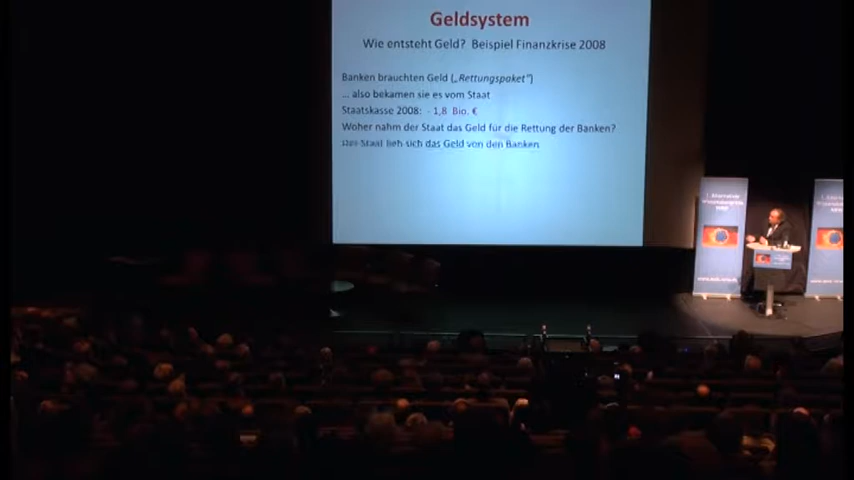 Geldsystem
Wie entsteht Geld? Beispiel Finanzkrise 2008
Banken brauchten Geld („Rettungspaket")
... also bekamen sie es vom Staat
Staatskasse 2008: - 1,8 Bio. €
Woher nahm der Staat das Geld für die Rettung der Banken?
Der Staat lieh sich das Geld von den Banken